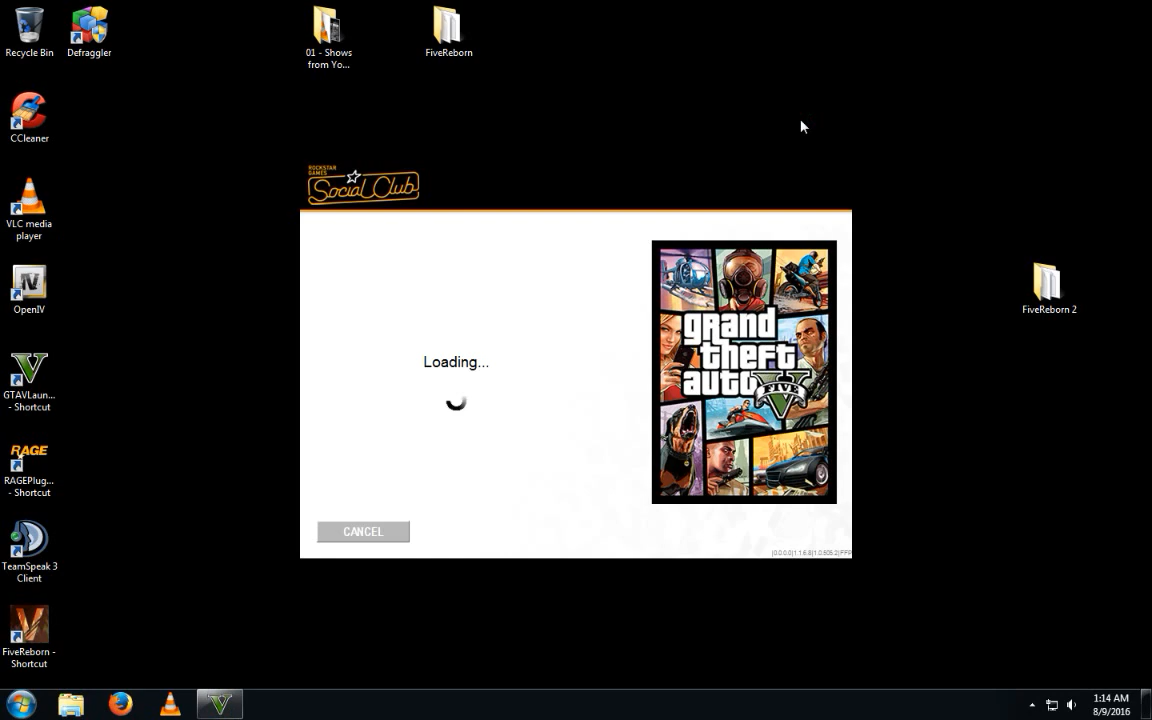 Recycle Bin
Defraggler
01 - Shows
from Yo...
FiveReborn
CCleaner
VLC media
player
OpenIV
GTAVLaun...
- Shortcut
RAGE
RAGEPlug...
- Shortcut
TeamSpeak 3
Client
FiveReborn -
Shortcut
ROCKSTAR
GAMES
Social Club
Loading...
CANCEL
grand
theft
auto V
FIVE
FiveReborn 2
1:14 AM
8/9/2016